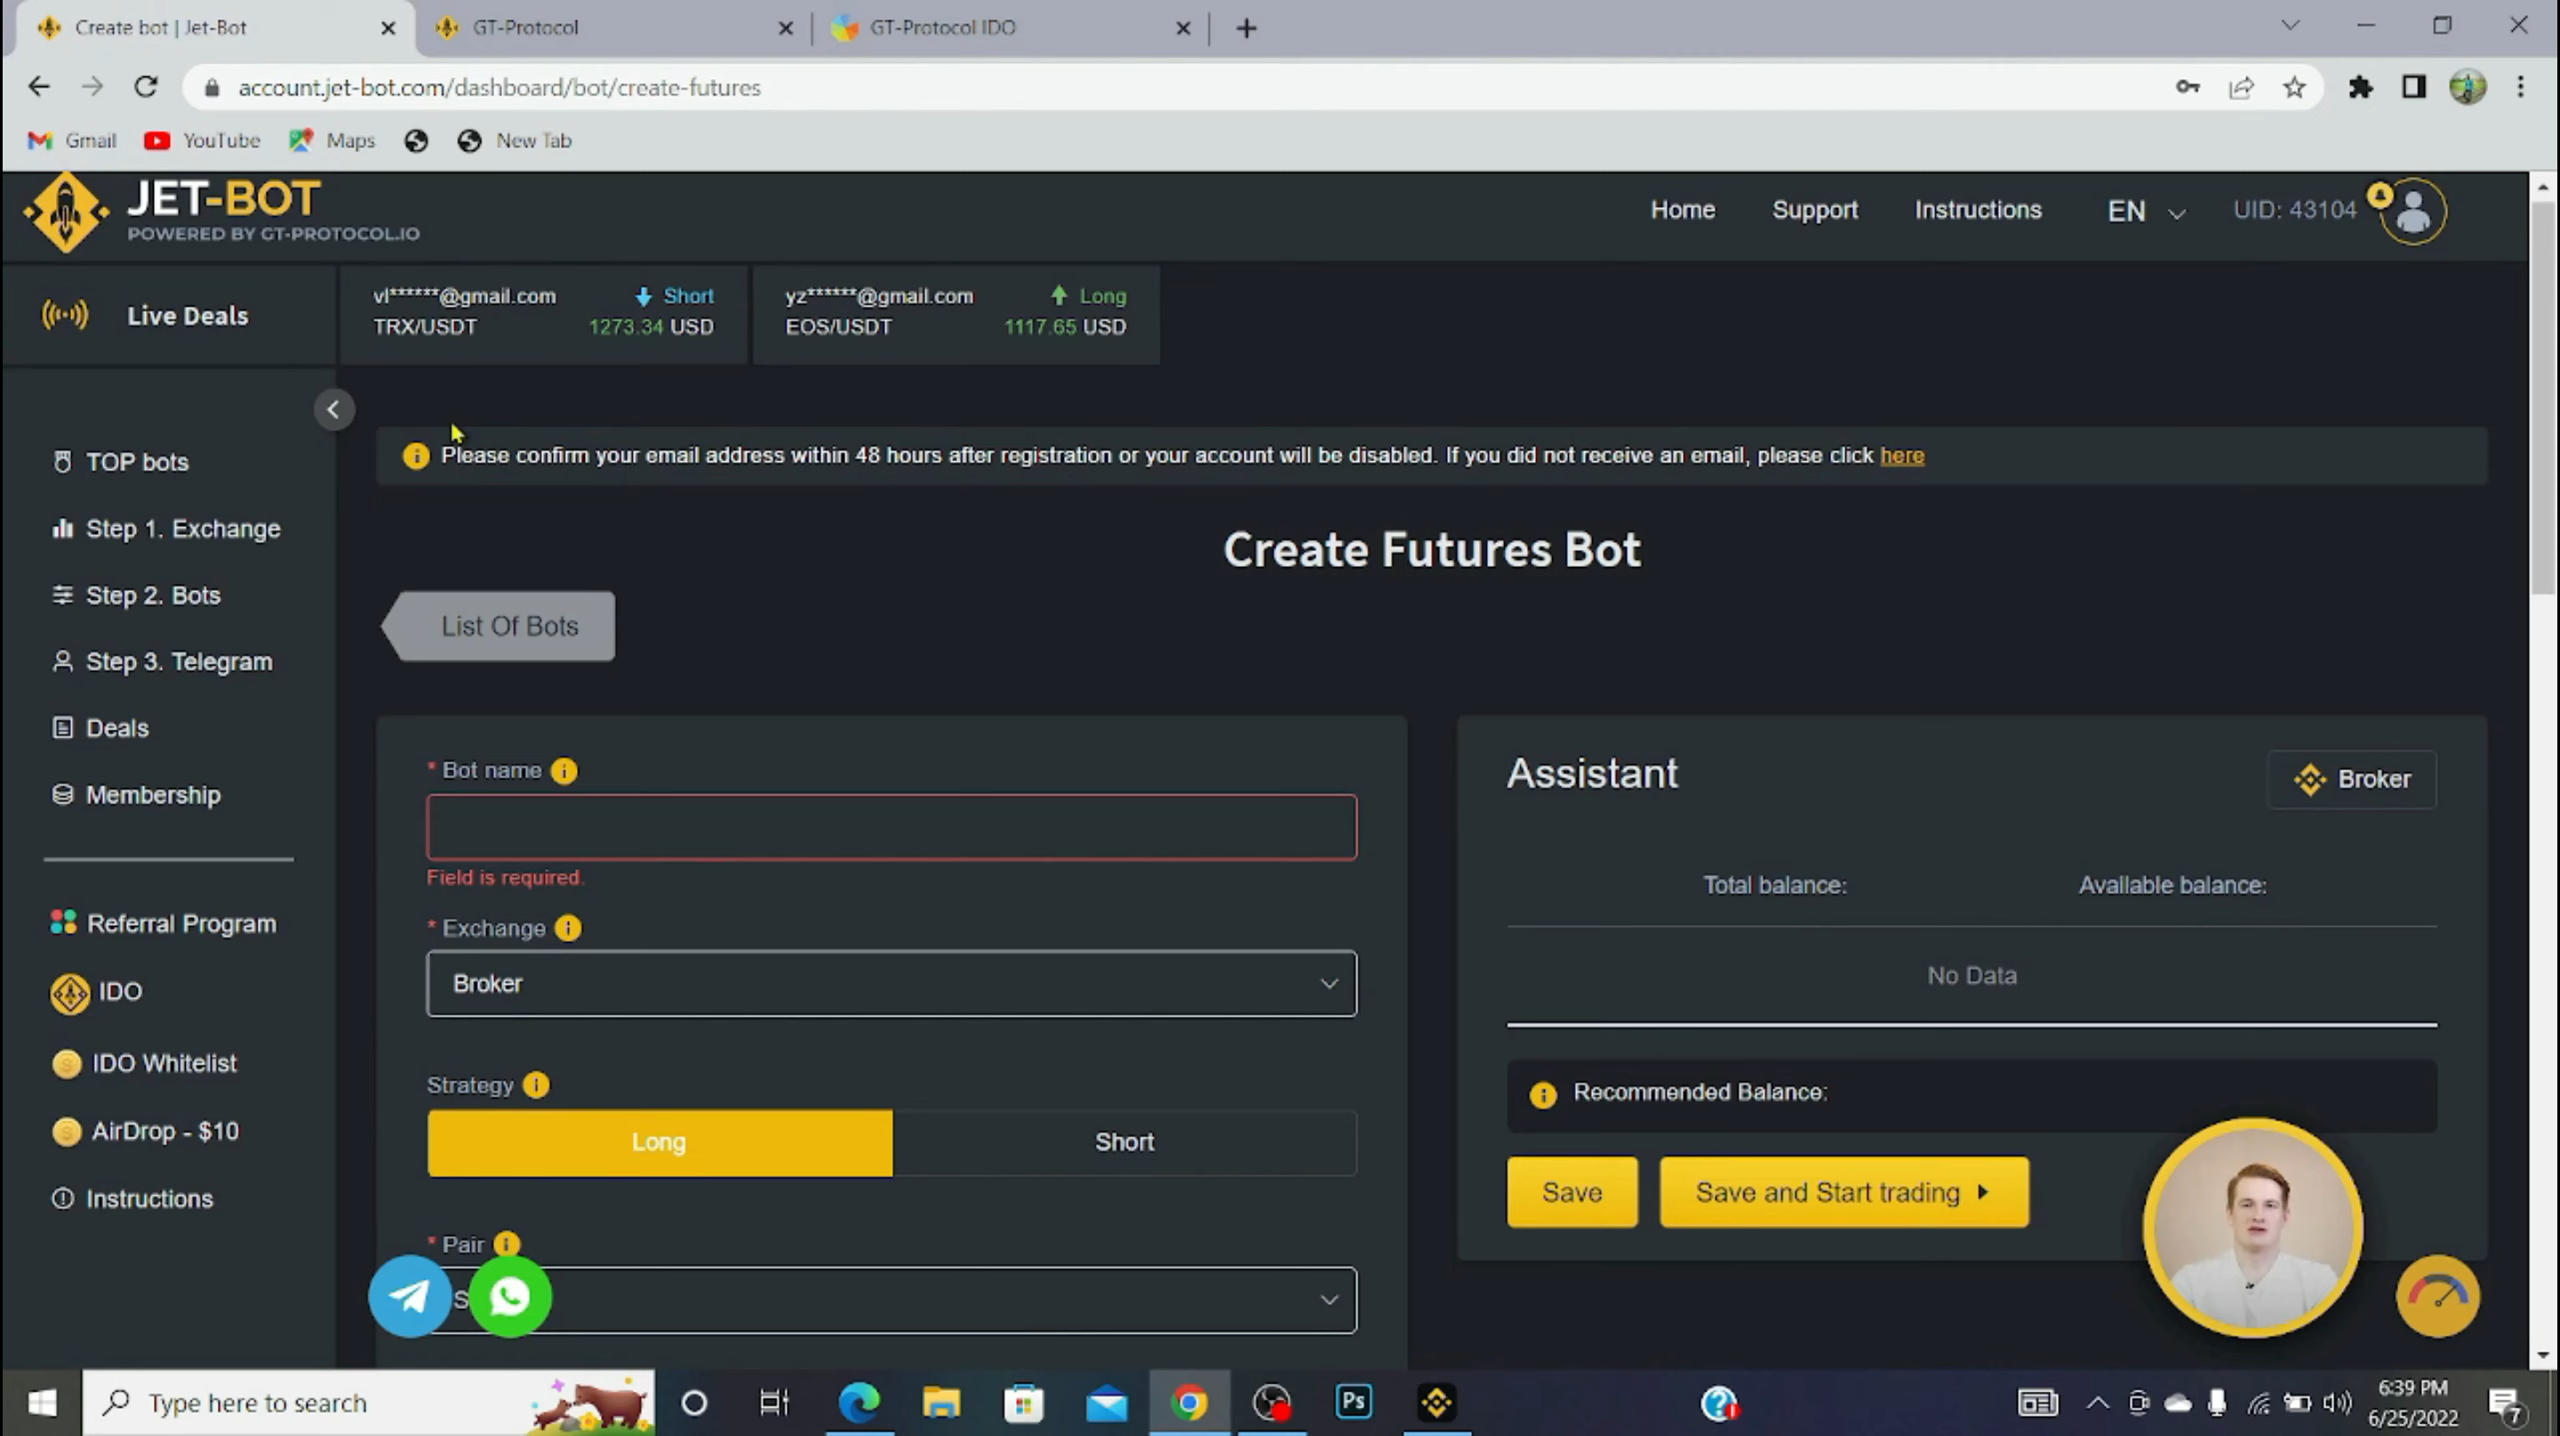 Create bot | Jet-Bot
GT-Protocol
GT-Protocol IDO
account.jet-bot.com/dashboard/bot/create-futures
Gmail
YouTube
Maps
New Tab
JET-BOT
POWERED BY GT-PROTOCOL.IO
Home
Support
Instructions
EN
UID: 43104
Live Deals
vl******@gmail.com Short
TRX/USDT 1273.34 USD
yz******@gmail.com Long
EOS/USDT 1117.65 USD
Please confirm your email address within 48 hours after registration or your account will be disabled. If you did not receive an email, please click here
TOP bots
Step 1. Exchange
Step 2. Bots
Step 3. Telegram
Deals
Membership
Referral Program
IDO
IDO Whitelist
AirDrop - $10
Instructions
Create Futures Bot
List Of Bots
* Bot name
Field is required.
* Exchange
Broker
Strategy
Long
Short
* Pair
S
Assistant
Broker
Total balance:
Available balance:
No Data
Recommended Balance:
Save
Save and Start trading
Type here to search
Ps
6:39 PM
6/25/2022
7